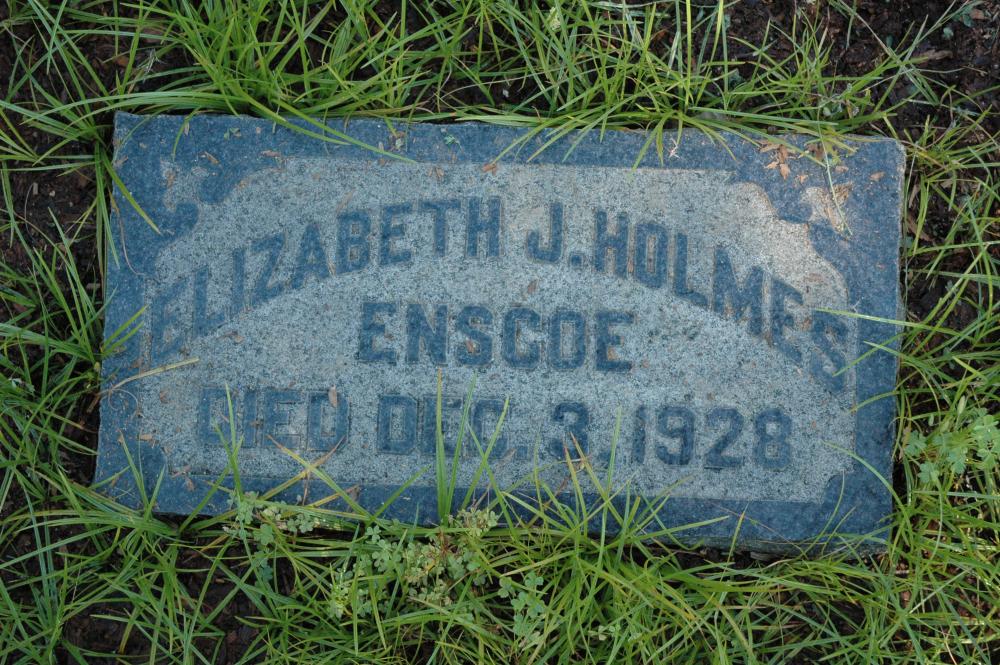 ELIZABETH J. HOLMES
ENSCOE
DIED DEC. 3, 1928